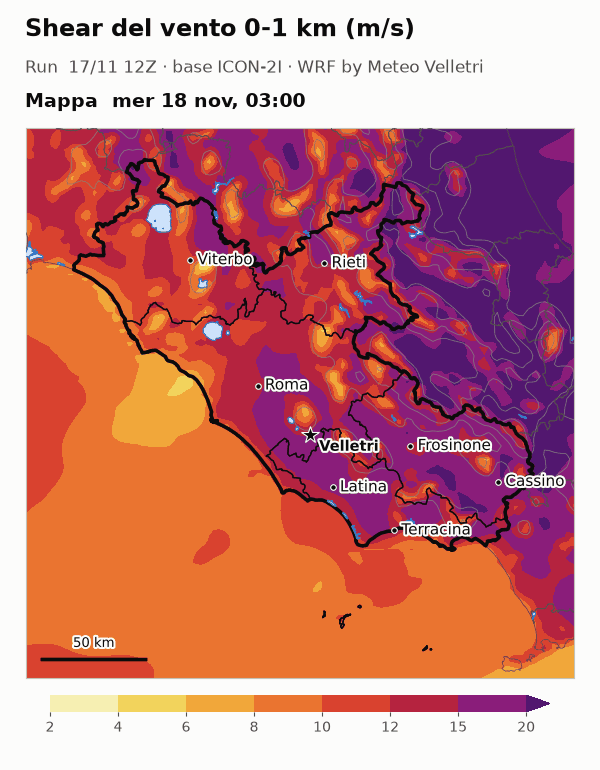 Shear del vento 0-1 km (m/s)
Run  17/11 12Z · base ICON-2I · WRF by Meteo Velletri
Mappa  mer 18 nov, 03:00
Viterbo
Rieti
Roma
Velletri
Frosinone
Cassino
Latina
Terracina
50 km
2 4 6 8 10 12 15 20